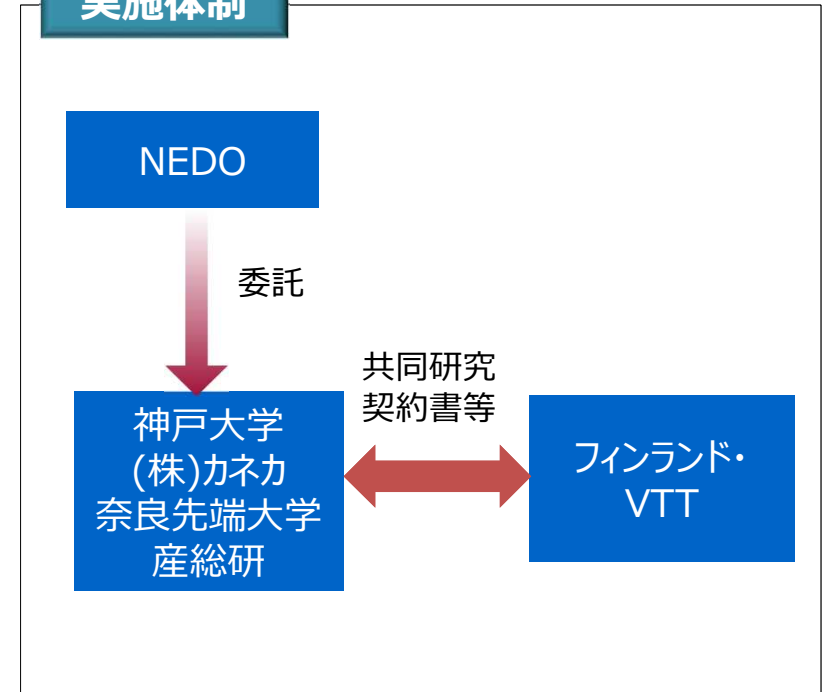 実施体制
NEDO
委託
共同研究
契約書等
神戸大学
(株)カネカ
奈良先端大学
産総研
フィンランド・
VTT